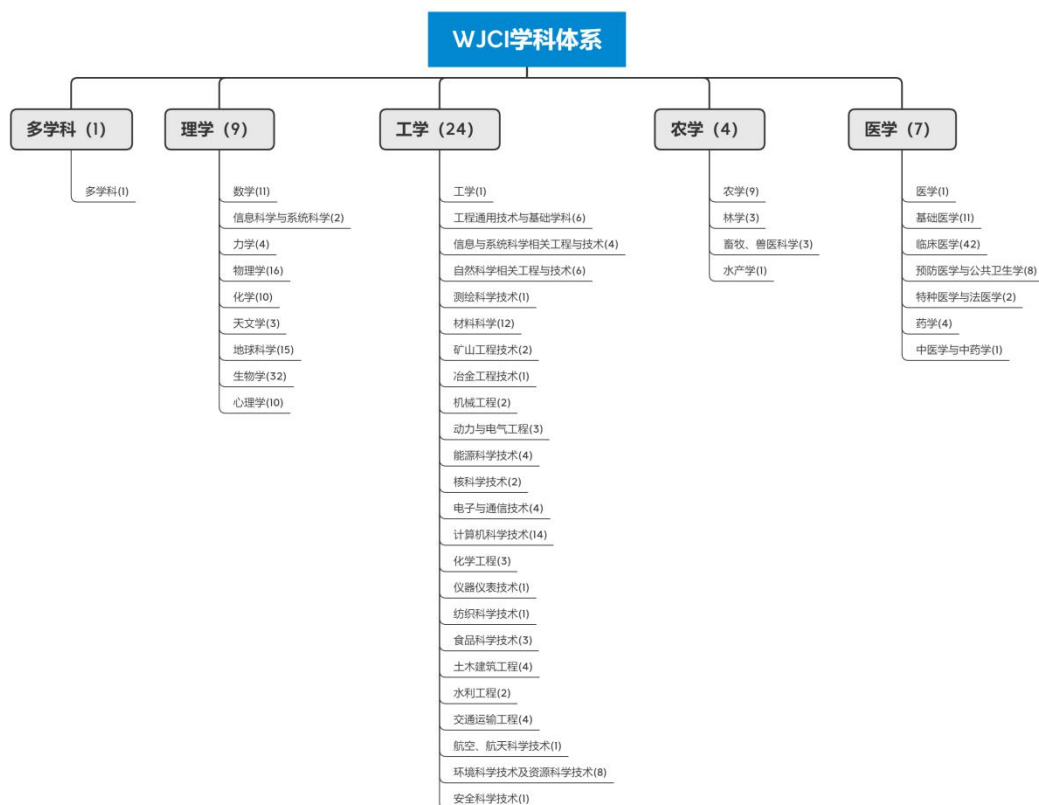 WJCI学科体系
多学科（1）
多学科(1)
理学（9）
数学(11)
信息科学与系统科学(2)
力学(4)
物理学(16)
化学(10)
天文学(3)
地球科学(15)
生物学(32)
心理学(10)
工学（24）
工学(1)
工程通用技术与基础学科(6)
信息与系统科学相关工程与技术(4)
自然科学相关工程与技术(6)
测绘科学技术(1)
材料科学(12)
矿山工程技术(2)
冶金工程技术(1)
机械工程(2)
动力与电气工程(3)
能源科学技术(4)
核科学技术(2)
电子与通信技术(4)
计算机科学技术(14)
化学工程(3)
仪器仪表技术(1)
纺织科学技术(1)
食品科学技术(3)
土木建筑工程(4)
水利工程(2)
交通运输工程(4)
航空、航天科学技术(1)
环境科学技术及资源科学技术(8)
安全科学技术(1)
农学（4）
农学(9)
林学(3)
畜牧、兽医科学(3)
水产学(1)
医学（7）
医学(1)
基础医学(11)
临床医学(42)
预防医学与公共卫生学(8)
特种医学与法医学(2)
药学(4)
中医学与中药学(1)